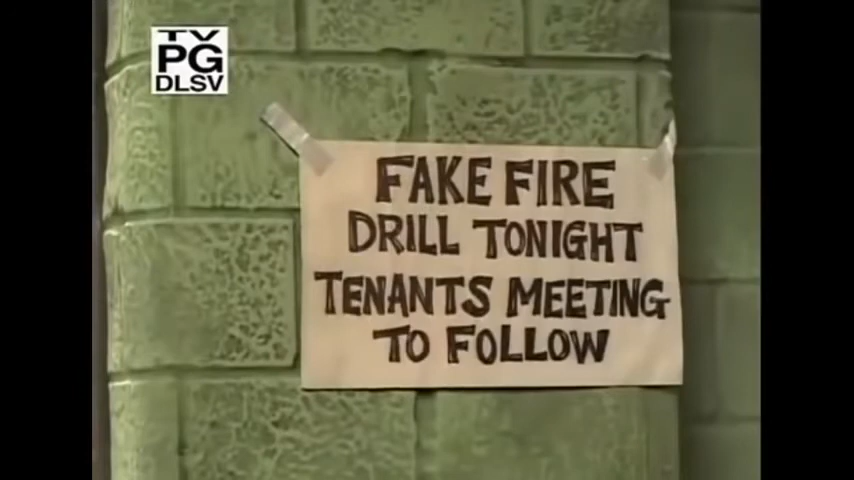 TV
PG
DLSV
FAKE FIRE
DRILL TONIGHT
TENANTS MEETING
TO FOLLOW